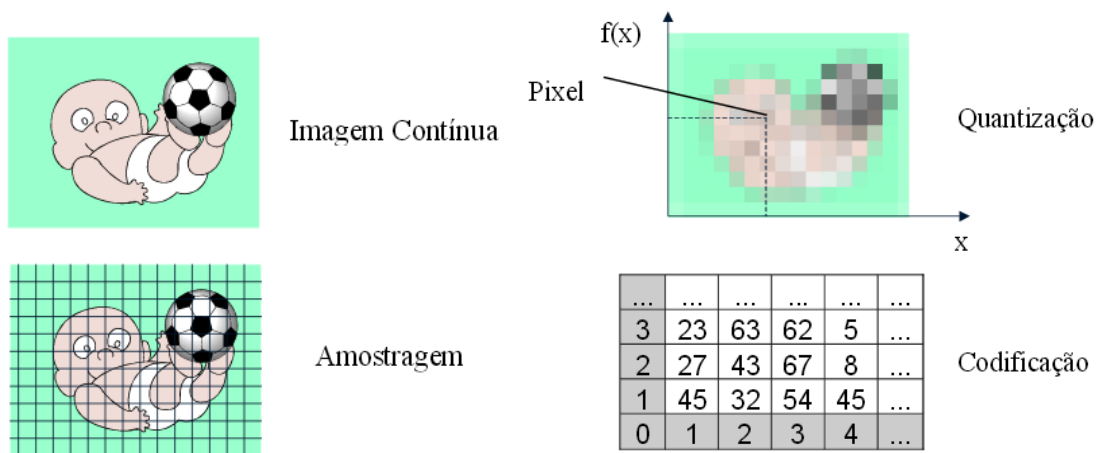 Imagem Contínua
f(x)
Pixel
Quantização
x
Amostragem
... ... ... ... ... ...
3 23 63 62 5 ...
2 27 43 67 8 ...
1 45 32 54 45 ...
0 1 2 3 4 ...
Codificação